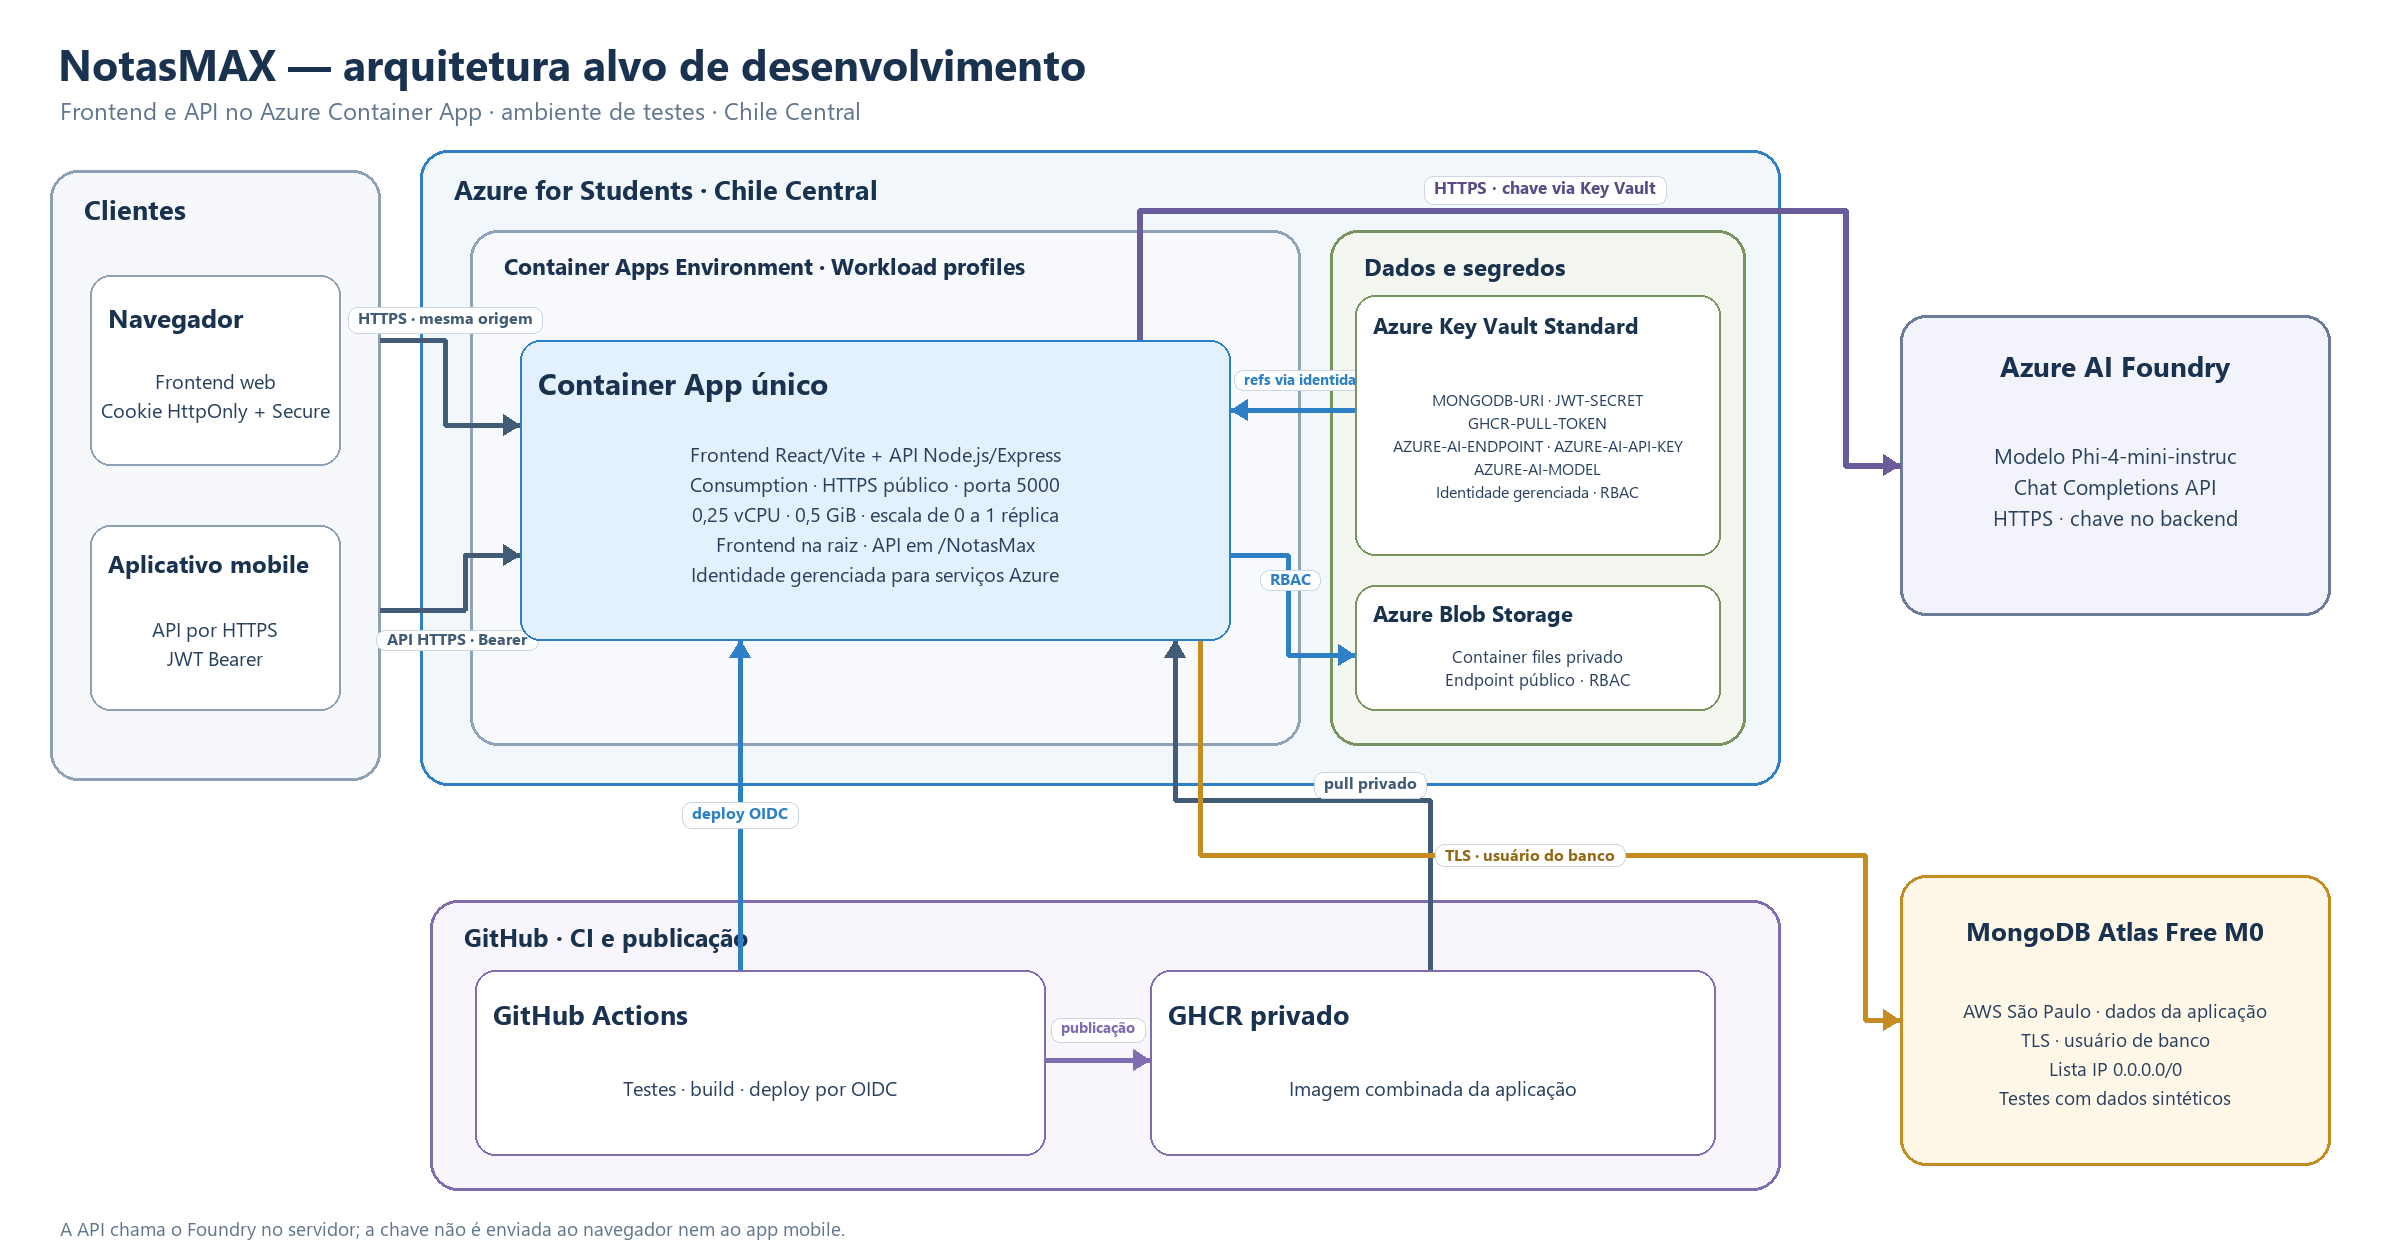 NotasMAX — arquitetura alvo de desenvolvimento
Frontend e API no Azure Container App · ambiente de testes · Chile Central
Clientes
Navegador
Frontend web
Cookie HttpOnly + Secure
Aplicativo mobile
API por HTTPS
JWT Bearer
HTTPS · mesma origem
API HTTPS · Bearer
Azure for Students · Chile Central
Container Apps Environment · Workload profiles
Container App único
Frontend React/Vite + API Node.js/Express
Consumption · HTTPS público · porta 5000
0,25 vCPU · 0,5 GiB · escala de 0 a 1 réplica
Frontend na raiz · API em /NotasMax
Identidade gerenciada para serviços Azure
HTTPS · chave via Key Vault
refs via identida
RBAC
Dados e segredos
Azure Key Vault Standard
MONGODB-URI · JWT-SECRET
GHCR-PULL-TOKEN
AZURE-AI-ENDPOINT · AZURE-AI-API-KEY
AZURE-AI-MODEL
Identidade gerenciada · RBAC
Azure Blob Storage
Container files privado
Endpoint público · RBAC
Azure AI Foundry
Modelo Phi-4-mini-instruc
Chat Completions API
HTTPS · chave no backend
pull privado
deploy OIDC
TLS · usuário do banco
GitHub · CI e publicação
GitHub Actions
Testes · build · deploy por OIDC
publicação
GHCR privado
Imagem combinada da aplicação
MongoDB Atlas Free M0
AWS São Paulo · dados da aplicação
TLS · usuário de banco
Lista IP 0.0.0.0/0
Testes com dados sintéticos
A API chama o Foundry no servidor; a chave não é enviada ao navegador nem ao app mobile.